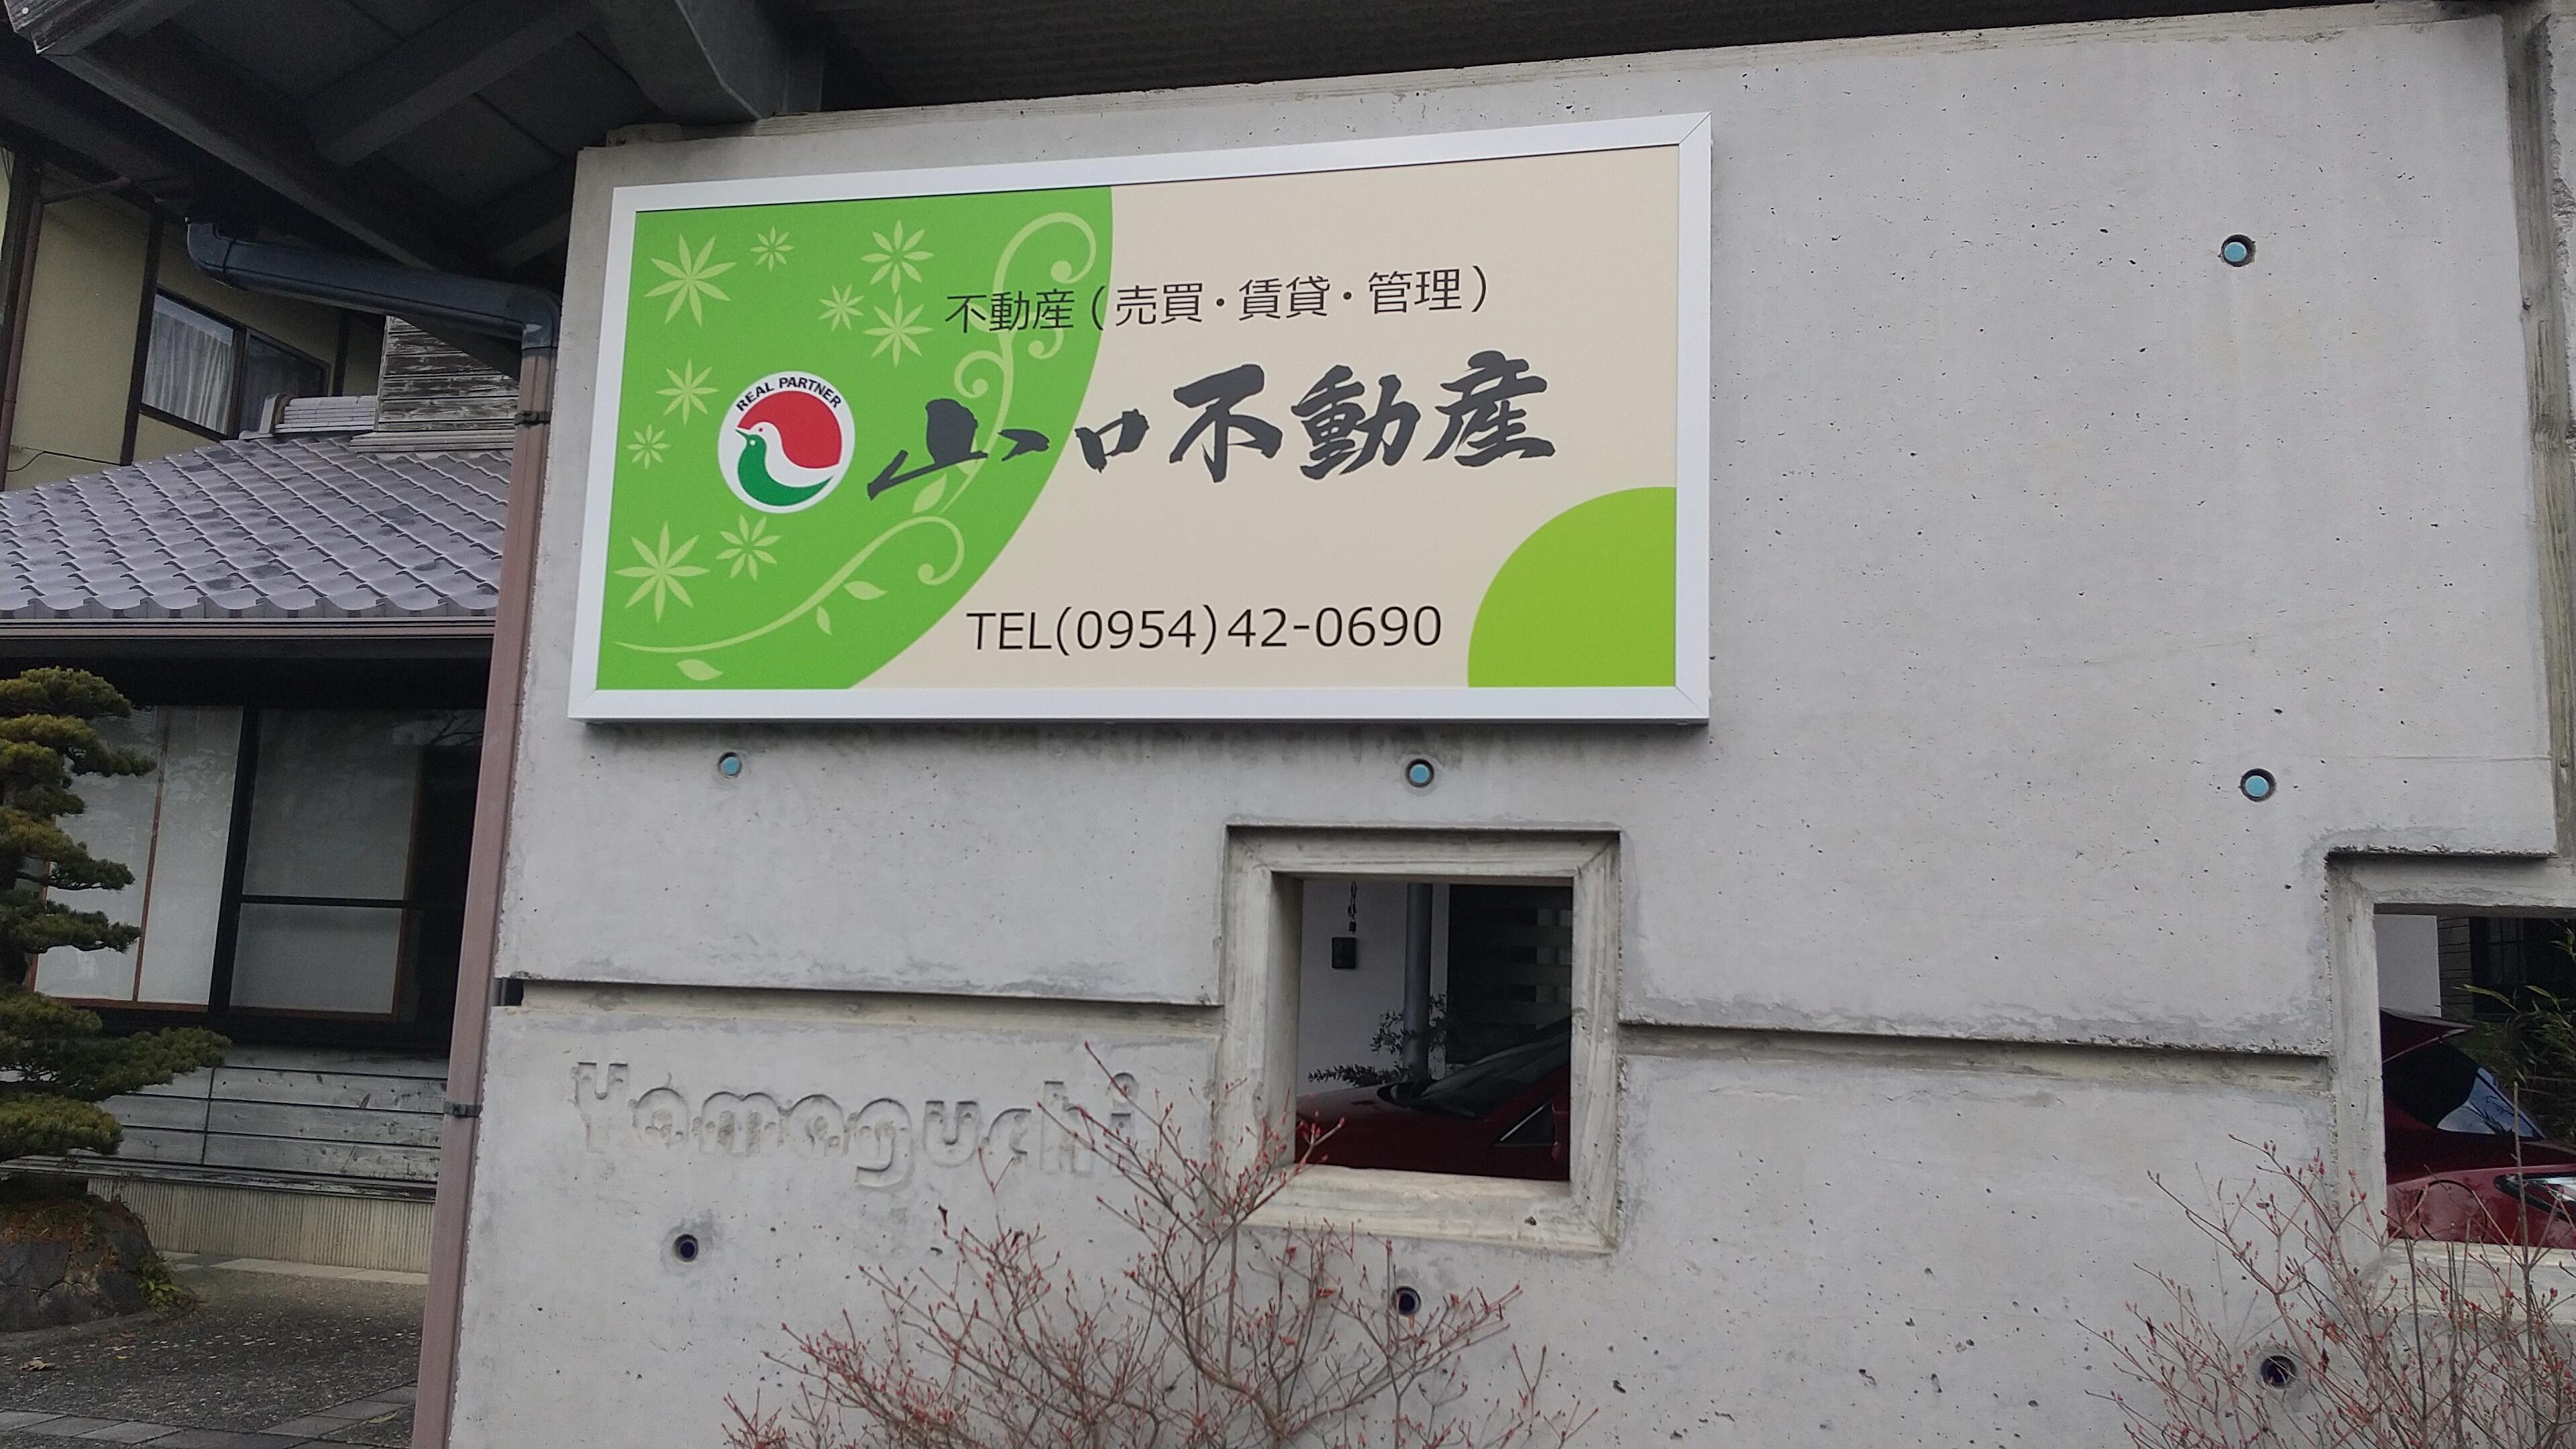 不動産(売買・賃貸・管理)
REAL PARTNER
山口不動産
TEL(0954)42-0690
Yamaguchi